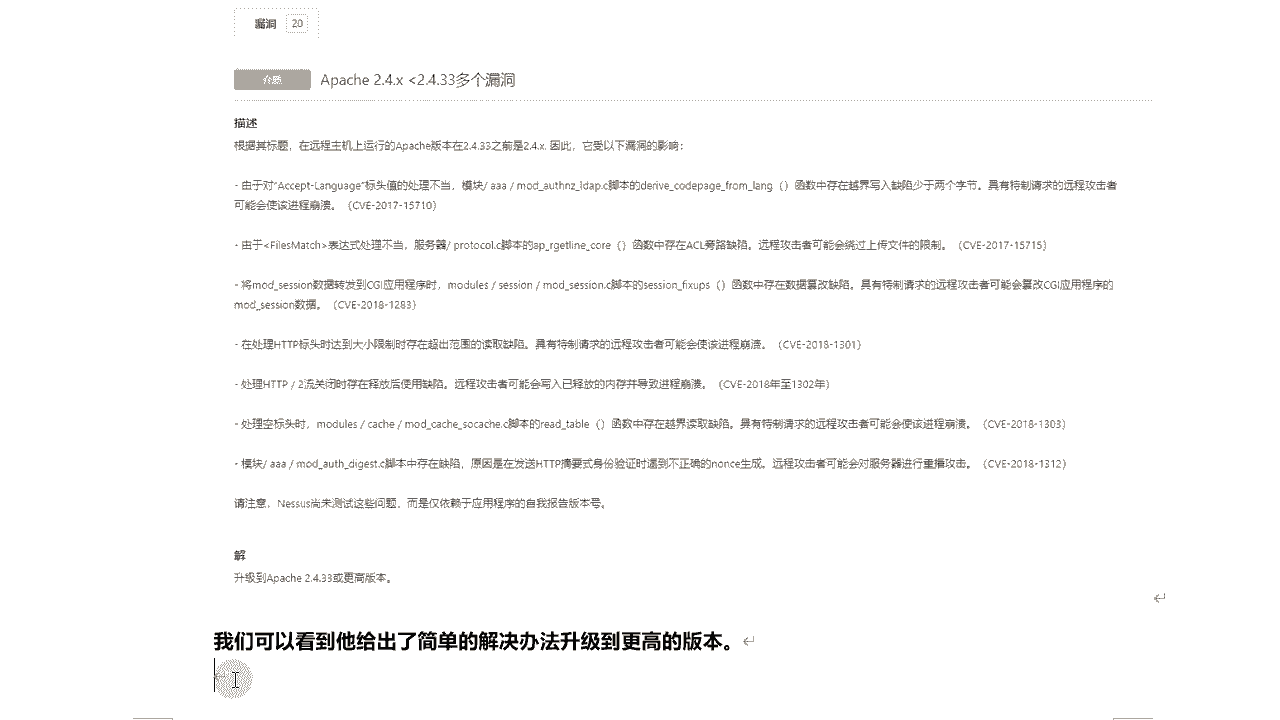 漏洞 20
介质 Apache 2.4.x <2.4.33多个漏洞
描述
根据其标题，在远程主机上运行的Apache版本在2.4.33之前是2.4.x. 因此，它受以下漏洞的影响：
- 由于对"Accept-Language"标头值的处理不当，模块/ aaa / mod_authnz_ldap.c脚本的derive_codepage_from_lang（）函数中存在越界写入缺陷少于两个字节。具有特制请求的远程攻击者
可能会使该进程崩溃。（CVE-2017-15710）
- 由于<FilesMatch>表达式处理不当，服务器/ protocol.c脚本的ap_rgetline_core（）函数中存在ACL旁路缺陷。远程攻击者可能会绕过上传文件的限制。（CVE-2017-15715）
- 将mod_session数据转发到CGI应用程序时，modules / session / mod_session.c脚本的session_fixups（）函数中存在数据篡改缺陷。具有特制请求的远程攻击者可能会篡改CGI应用程序的
mod_session数据。（CVE-2018-1283）
- 在处理HTTP标头时达到大小限制时存在超出范围的读取缺陷。具有特制请求的远程攻击者可能会使该进程崩溃。（CVE-2018-1301）
- 处理HTTP / 2流关闭时存在释放后使用缺陷。远程攻击者可能会写入已释放的内存并导致进程崩溃。（CVE-2018年至1302年）
- 处理空标头时，modules / cache / mod_cache_socache.c脚本的read_table（）函数中存在越界读取缺陷。具有特制请求的远程攻击者可能会使该进程崩溃。（CVE-2018-1303）
- 模块/ aaa / mod_auth_digest.c脚本中存在缺陷，原因是在发送HTTP摘要式身份验证时遇到不正确的nonce生成。远程攻击者可能会对服务器进行重播攻击。（CVE-2018-1312）
请注意，Nessus尚未测试这些问题，而是仅依赖于应用程序的自我报告版本号。
解
升级到Apache 2.4.33或更高版本。
我们可以看到他给出了简单的解决办法升级到更高的版本。